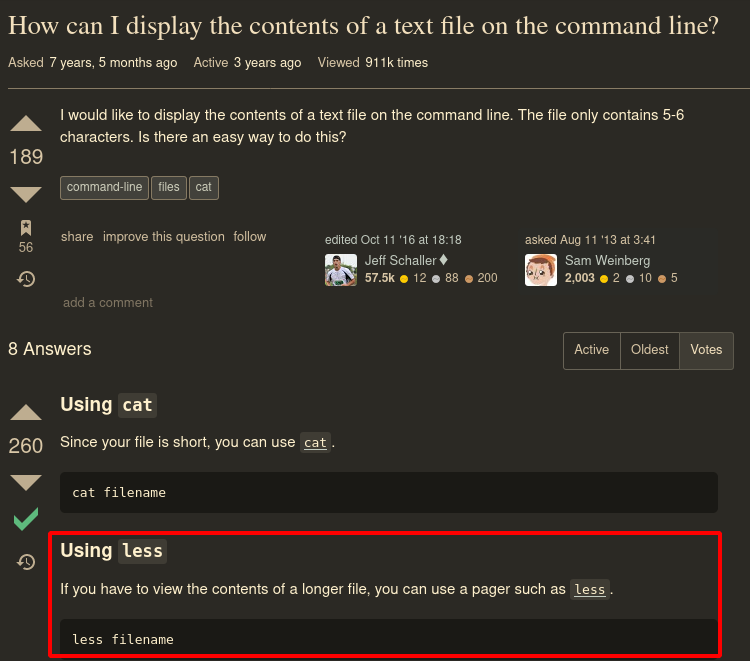 How can I display the contents of a text file on the command line?
Asked 7 years, 5 months ago Active 3 years ago Viewed 911k times
I would like to display the contents of a text file on the command line. The file only contains 5-6
characters. Is there an easy way to do this?
189
command-line files cat
56
share improve this question follow
edited Oct 11 '16 at 18:18
Jeff Schaller♦
57.5k 12 88 200
asked Aug 11 '13 at 3:41
Sam Weinberg
2,003 2 10 5
add a comment
8 Answers
Active Oldest Votes
260
Using cat
Since your file is short, you can use cat.
cat filename
Using less
If you have to view the contents of a longer file, you can use a pager such as less.
less filename